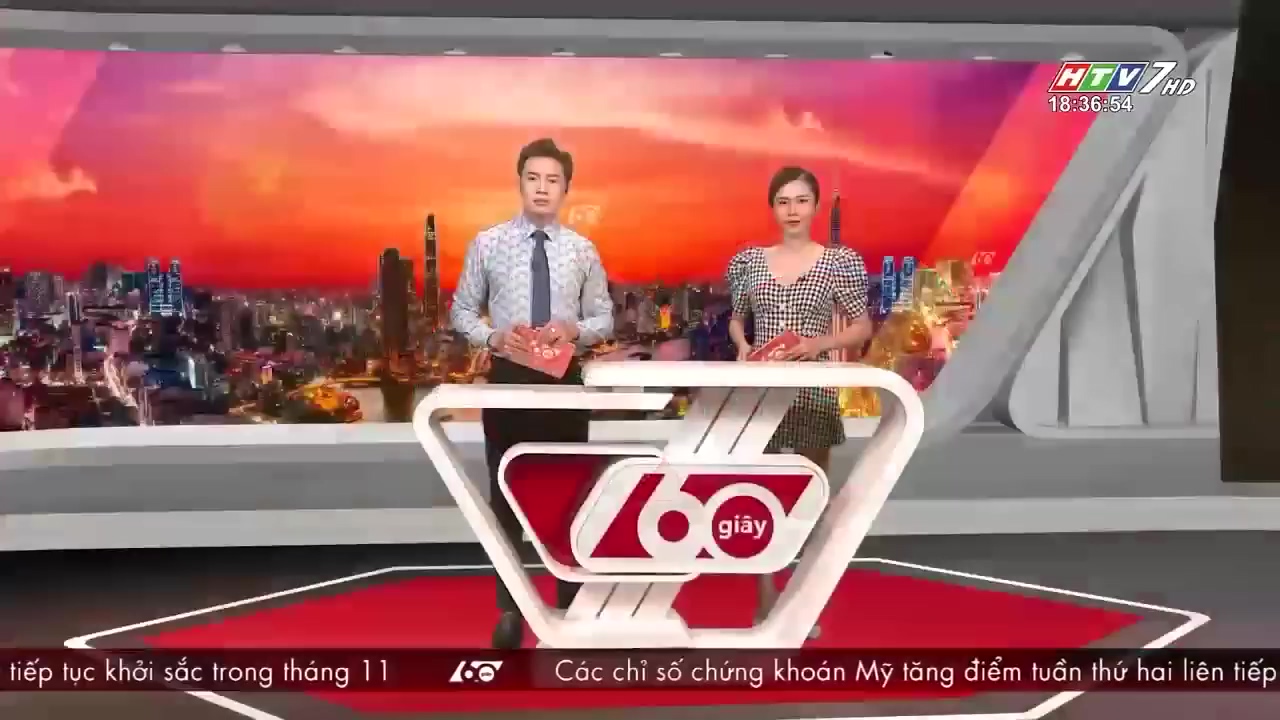 HTV7 HD
18:36:54
60
giây
tiếp tục khởi sắc trong tháng 11 60 Các chỉ số chứng khoán Mỹ tăng điểm tuần thứ hai liên tiếp